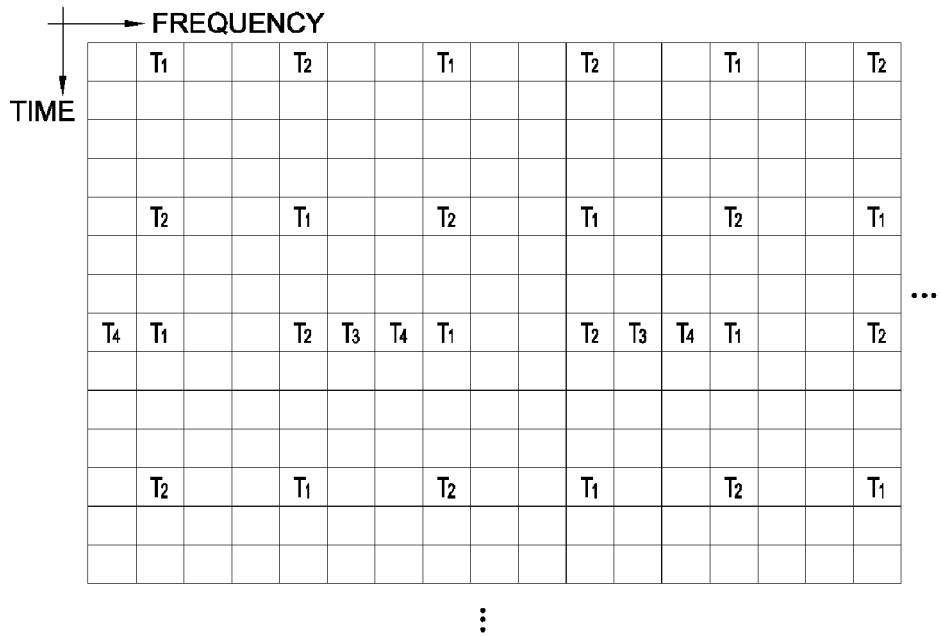 FREQUENCY
TIME
T1 T2 T1 T2 T1 T2
T2 T1 T2 T1 T2 T1
...
T4 T1 T2 T3 T4 T1 T2 T3 T4 T1 T2
T2 T1 T2 T1 T2 T1
⋮